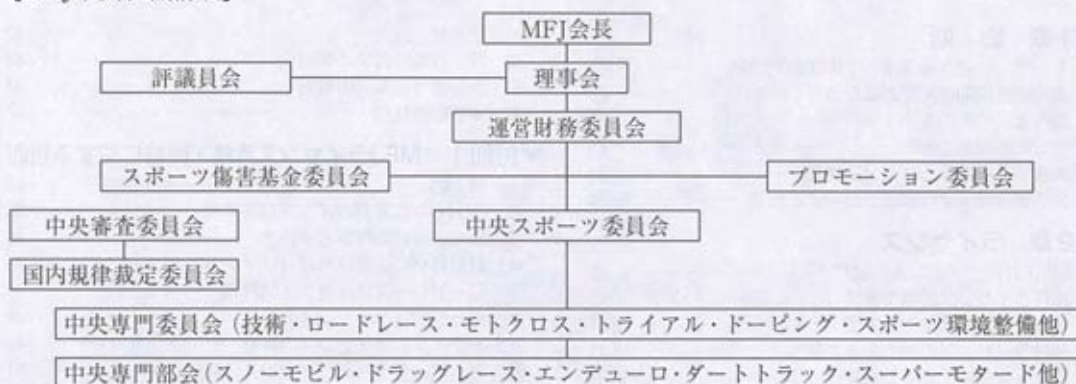 MFJ会長
評議員会
理事会
運営財務委員会
スポーツ傷害基金委員会
プロモーション委員会
中央審査委員会
中央スポーツ委員会
国内規律裁定委員会
中央専門委員会(技術・ロードレース・モトクロス・トライアル・ドーピング・スポーツ環境整備他)
中央専門部会(スノーモビル・ドラッグレース・エンデューロ・ダートトラック・スーパーモタード他)